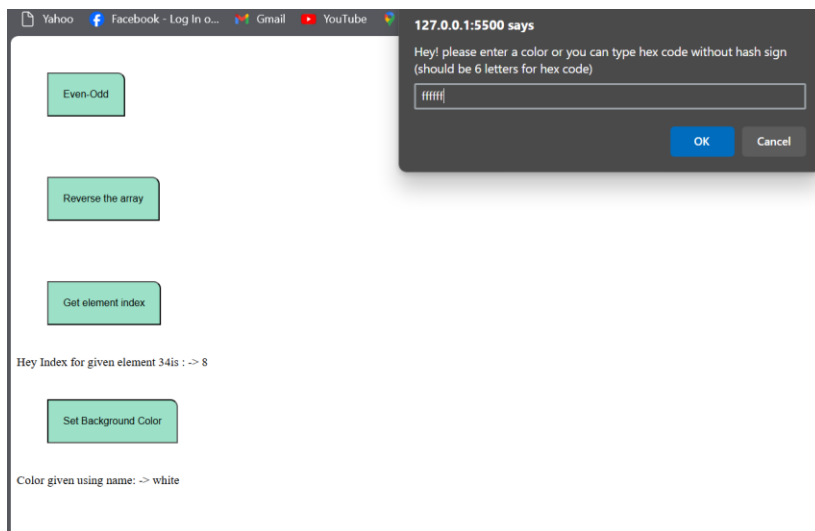 Yahoo Facebook - Log In o... Gmail YouTube
127.0.0.1:5500 says
Hey! please enter a color or you can type hex code without hash sign
(should be 6 letters for hex code)
ffffff
OK Cancel
Even-Odd
Reverse the array
Get element index
Hey Index for given element 34is : -> 8
Set Background Color
Color given using name: -> white